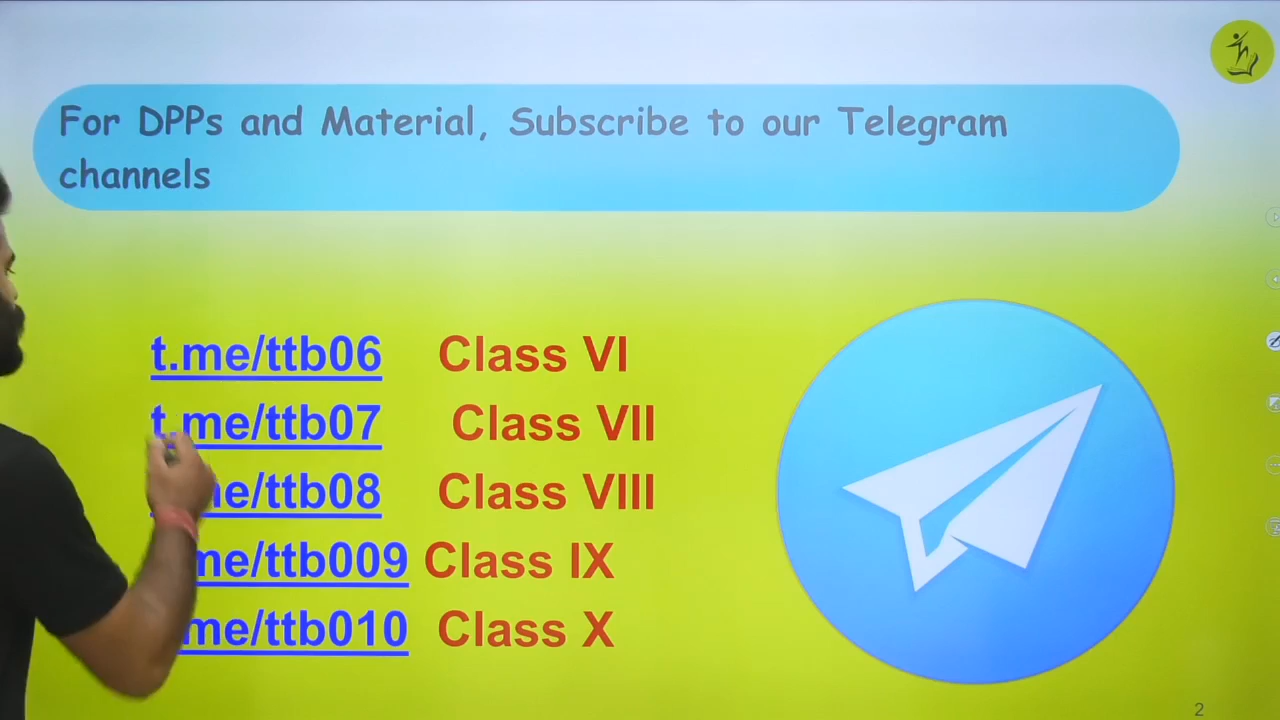 For DPPs and Material, Subscribe to our Telegram
channels
t.me/ttb06 Class VI
t.me/ttb07 Class VII
me/ttb08 Class VIII
me/ttb009 Class IX
me/ttb010 Class X
2